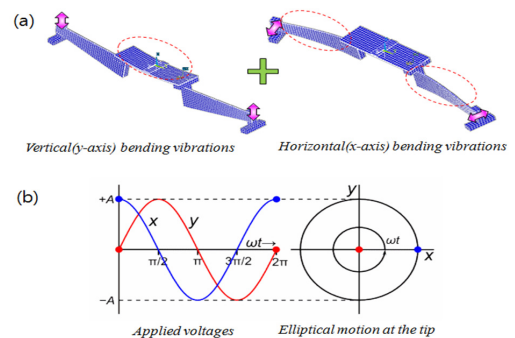 (a)
Vertical(y-axis) bending vibrations
Horizontal(x-axis) bending vibrations
(b)
+A
x
y
ωt→
π/2
π
3π/2
2π
−A
Applied voltages
y
ωt
x
Elliptical motion at the tip